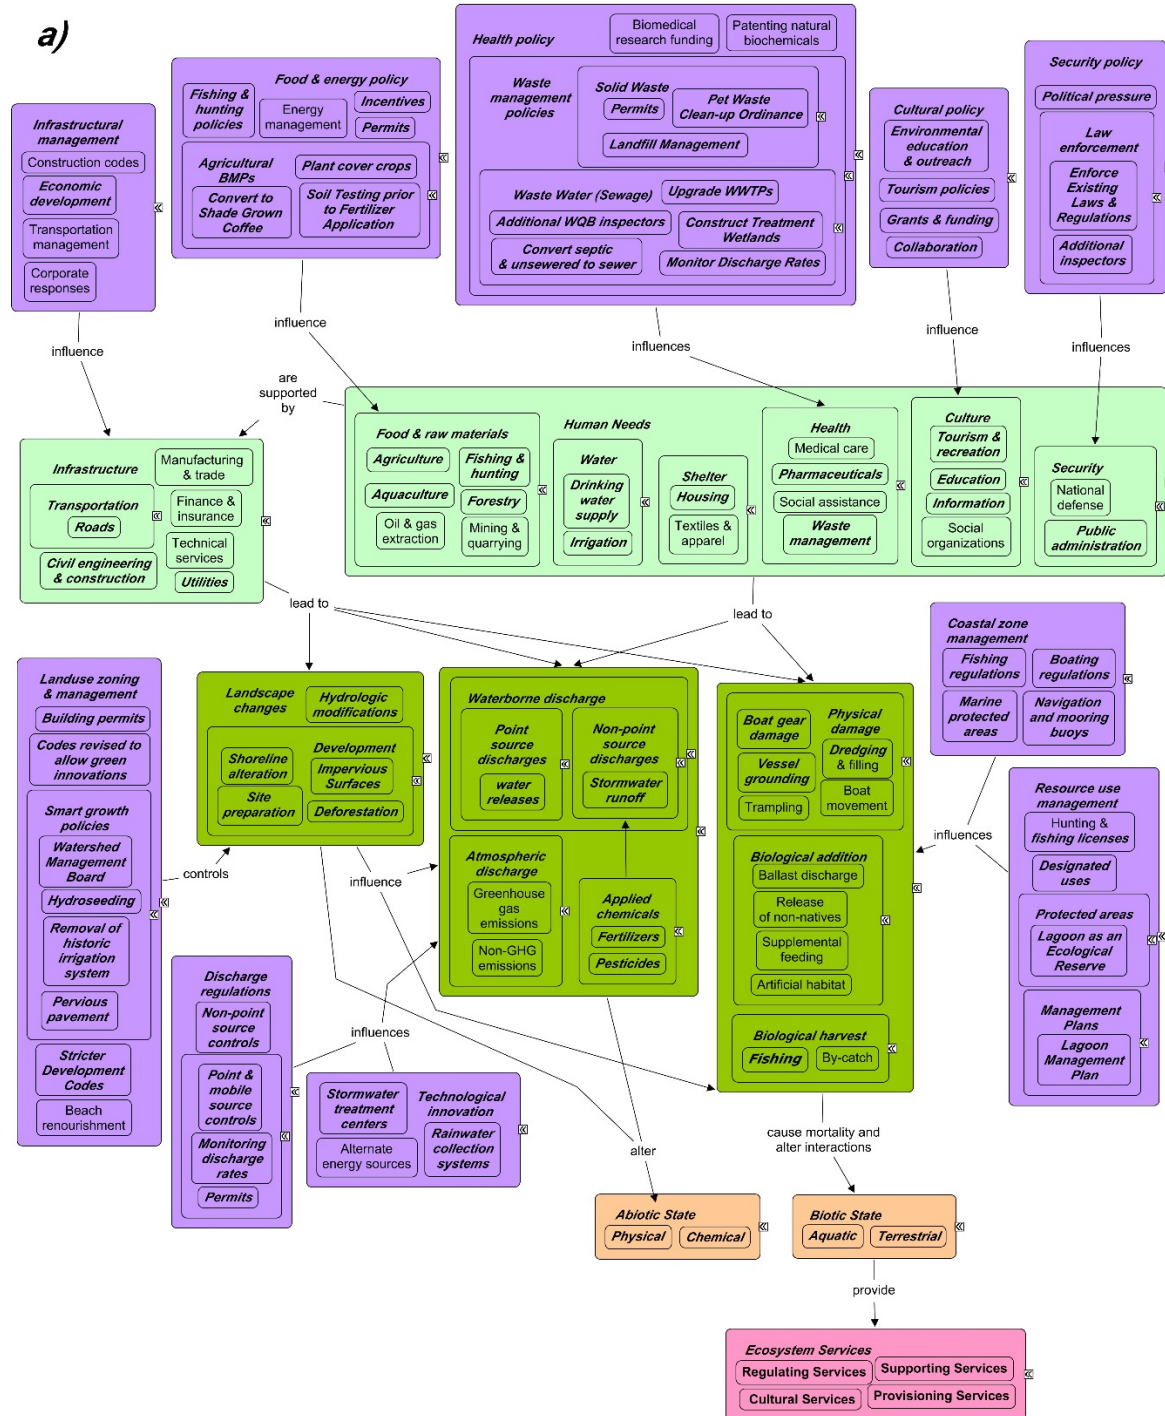 a)
Infrastructural
management
Construction codes
Economic
development
Transportation
management
Corporate
responses
Food & energy policy
Fishing &
hunting
policies
Energy
management
Incentives
Permits
Agricultural
BMPs
Plant cover crops
Convert to
Shade Grown
Coffee
Soil Testing prior
to Fertilizer
Application
Health policy
Biomedical
research funding
Patenting natural
biochemicals
Waste
management
policies
Solid Waste
Permits
Pet Waste
Clean-up Ordinance
Landfill Management
Waste Water (Sewage)
Upgrade WWTPs
Additional WQB inspectors
Construct Treatment
Wetlands
Convert septic
& unsewered to sewer
Monitor Discharge Rates
Cultural policy
Environmental
education
& outreach
Tourism policies
Grants & funding
Collaboration
Security policy
Political pressure
Law
enforcement
Enforce
Existing
Laws &
Regulations
Additional
inspectors
influence
influence
influences
influence
influences
are
supported
by
Infrastructure
Manufacturing
& trade
Transportation
Roads
Finance &
insurance
Technical
services
Civil engineering
& construction
Utilities
Human Needs
Food & raw materials
Agriculture
Fishing &
hunting
Aquaculture
Forestry
Oil & gas
extraction
Mining &
quarrying
Water
Drinking
water
supply
Irrigation
Shelter
Housing
Textiles &
apparel
Health
Medical care
Pharmaceuticals
Social assistance
Waste
management
Culture
Tourism &
recreation
Education
Information
Social
organizations
Security
National
defense
Public
administration
lead to
lead to
Landuse zoning
& management
Building permits
Codes revised to
allow green
innovations
Smart growth
policies
Watershed
Management
Board
Hydroseeding
Removal of
historic
irrigation
system
Pervious
pavement
Stricter
Development
Codes
Beach
renourishment
controls
Landscape
changes
Hydrologic
modifications
Shoreline
alteration
Development
Impervious
Surfaces
Site
preparation
Deforestation
influence
Waterborne discharge
Point
source
discharges
water
releases
Non-point
source
discharges
Stormwater
runoff
Atmospheric
discharge
Greenhouse
gas
emissions
Non-GHG
emissions
Applied
chemicals
Fertilizers
Pesticides
Boat gear
damage
Physical
damage
Vessel
grounding
Dredging
& filling
Trampling
Boat
movement
Biological addition
Ballast discharge
Release
of non-natives
Supplemental
feeding
Artificial habitat
Biological harvest
Fishing
By-catch
Coastal zone
management
Fishing
regulations
Boating
regulations
Marine
protected
areas
Navigation
and mooring
buoys
influences
Resource use
management
Hunting &
fishing licenses
Designated
uses
Protected areas
Lagoon as an
Ecological
Reserve
Management
Plans
Lagoon
Management
Plan
Discharge
regulations
Non-point
source
controls
Point &
mobile
source
controls
Monitoring
discharge
rates
Permits
influences
Stormwater
treatment
centers
Technological
innovation
Alternate
energy sources
Rainwater
collection
systems
alter
cause mortality and
alter interactions
Abiotic State
Physical
Chemical
Biotic State
Aquatic
Terrestrial
provide
Ecosystem Services
Regulating Services
Supporting Services
Cultural Services
Provisioning Services